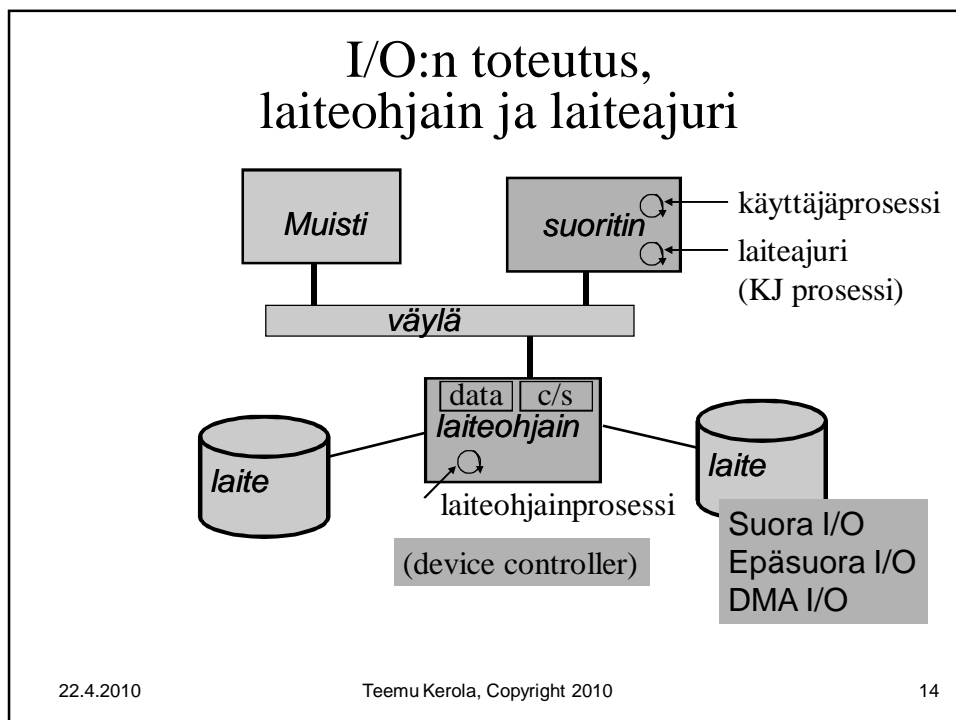 I/O:n toteutus,
laiteohjain ja laiteajuri
Muisti
suoritin
käyttäjäprosessi
laiteajuri
(KJ prosessi)
väylä
data
c/s
laiteohjain
laite
laite
laiteohjainprosessi
(device controller)
Suora I/O
Epäsuora I/O
DMA I/O
22.4.2010
Teemu Kerola, Copyright 2010
14